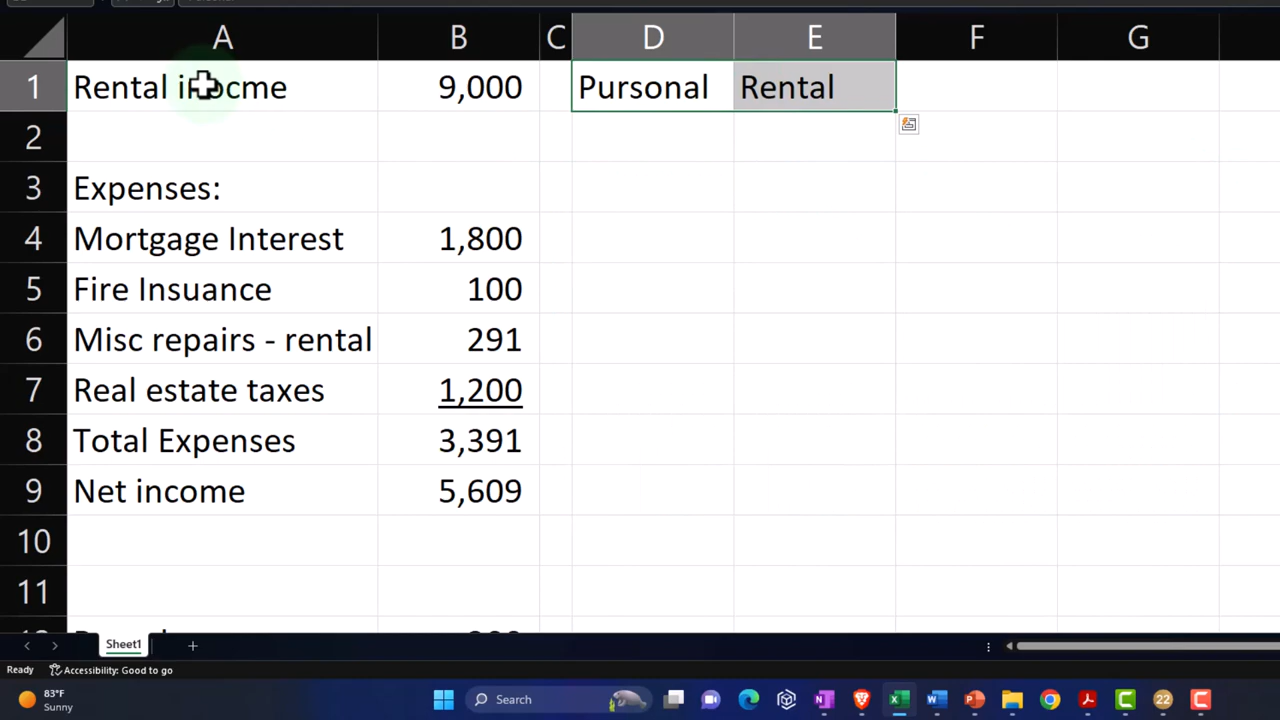 A B C D E F G
1 Rental income 9,000 Pursonal Rental
2
3 Expenses:
4 Mortgage Interest 1,800
5 Fire Insuance 100
6 Misc repairs - rental 291
7 Real estate taxes 1,200
8 Total Expenses 3,391
9 Net income 5,609
10
11
Sheet1
Ready Accessibility: Good to go
83°F
Sunny
Search
22